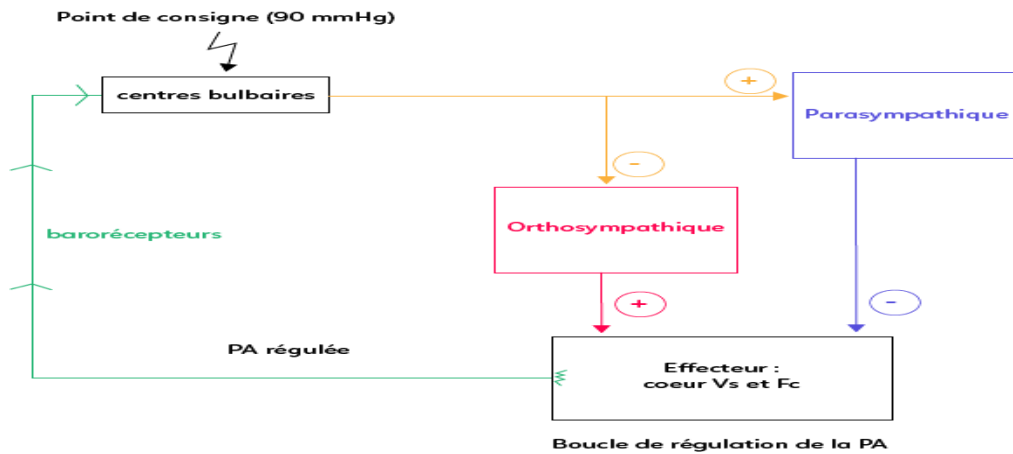 Point de consigne (90 mmHg)
centres bulbaires
+
Parasympathique
-
Orthosympathique
barorécepteurs
+
-
PA régulée
Effecteur :
coeur Vs et Fc
Boucle de régulation de la PA